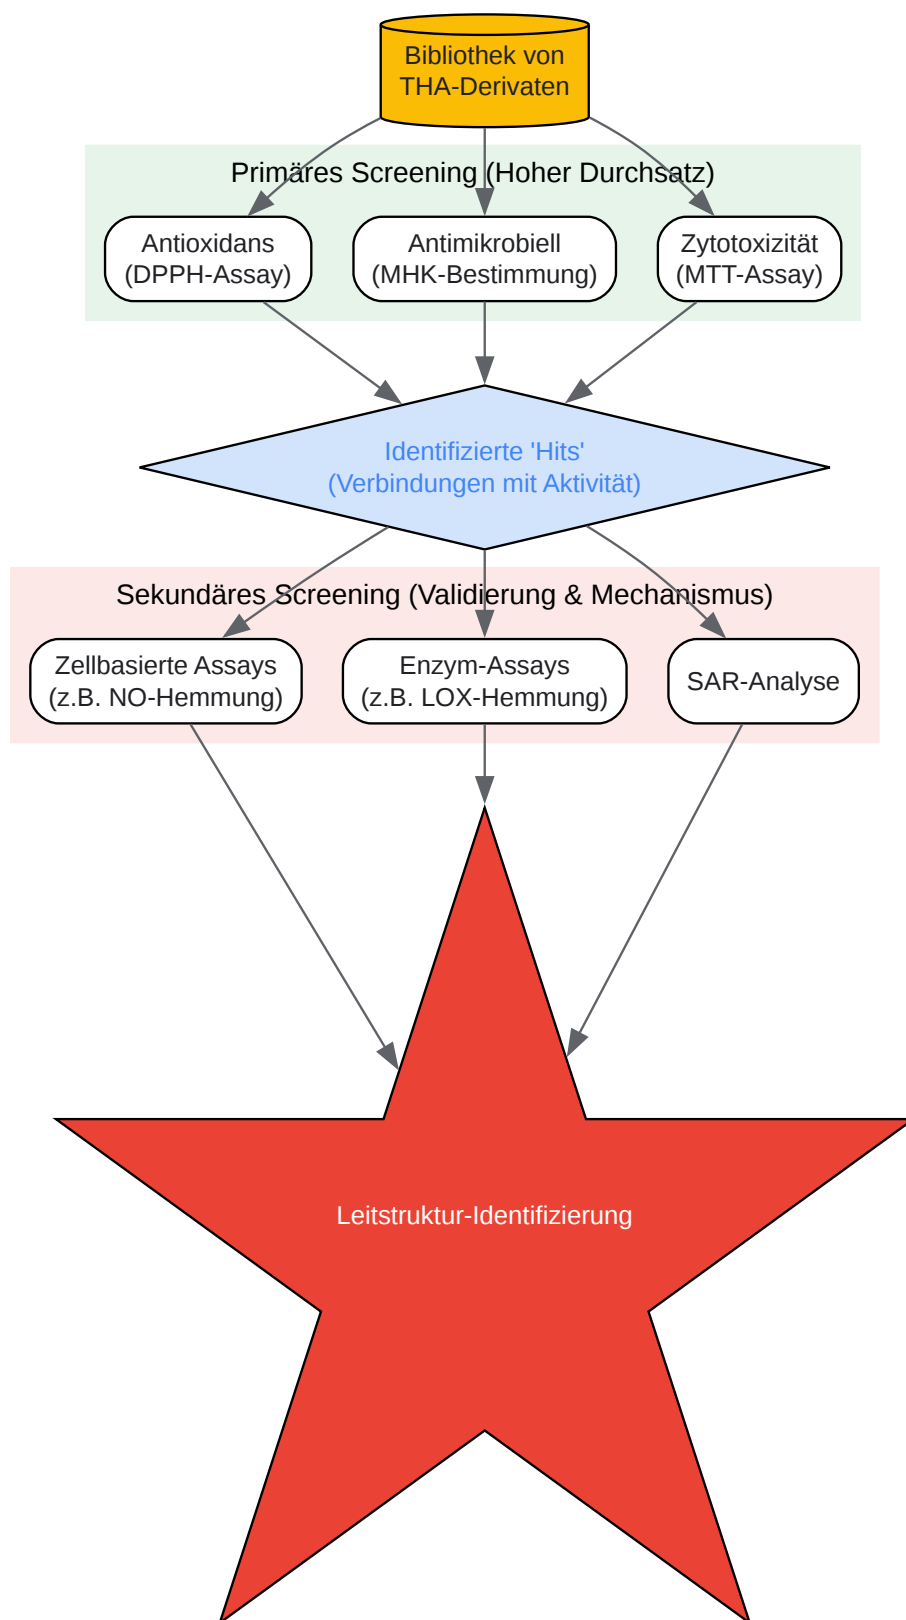 Bibliothek von
THA-Derivaten
Primäres Screening (Hoher Durchsatz)
Antioxidans
(DPPH-Assay)
Antimikrobiell
(MHK-Bestimmung)
Zytotoxizität
(MTT-Assay)
Identifizierte 'Hits'
(Verbindungen mit Aktivität)
Sekundäres Screening (Validierung & Mechanismus)
Zellbasierte Assays
(z.B. NO-Hemmung)
Enzym-Assays
(z.B. LOX-Hemmung)
SAR-Analyse
Leitstruktur-Identifizierung